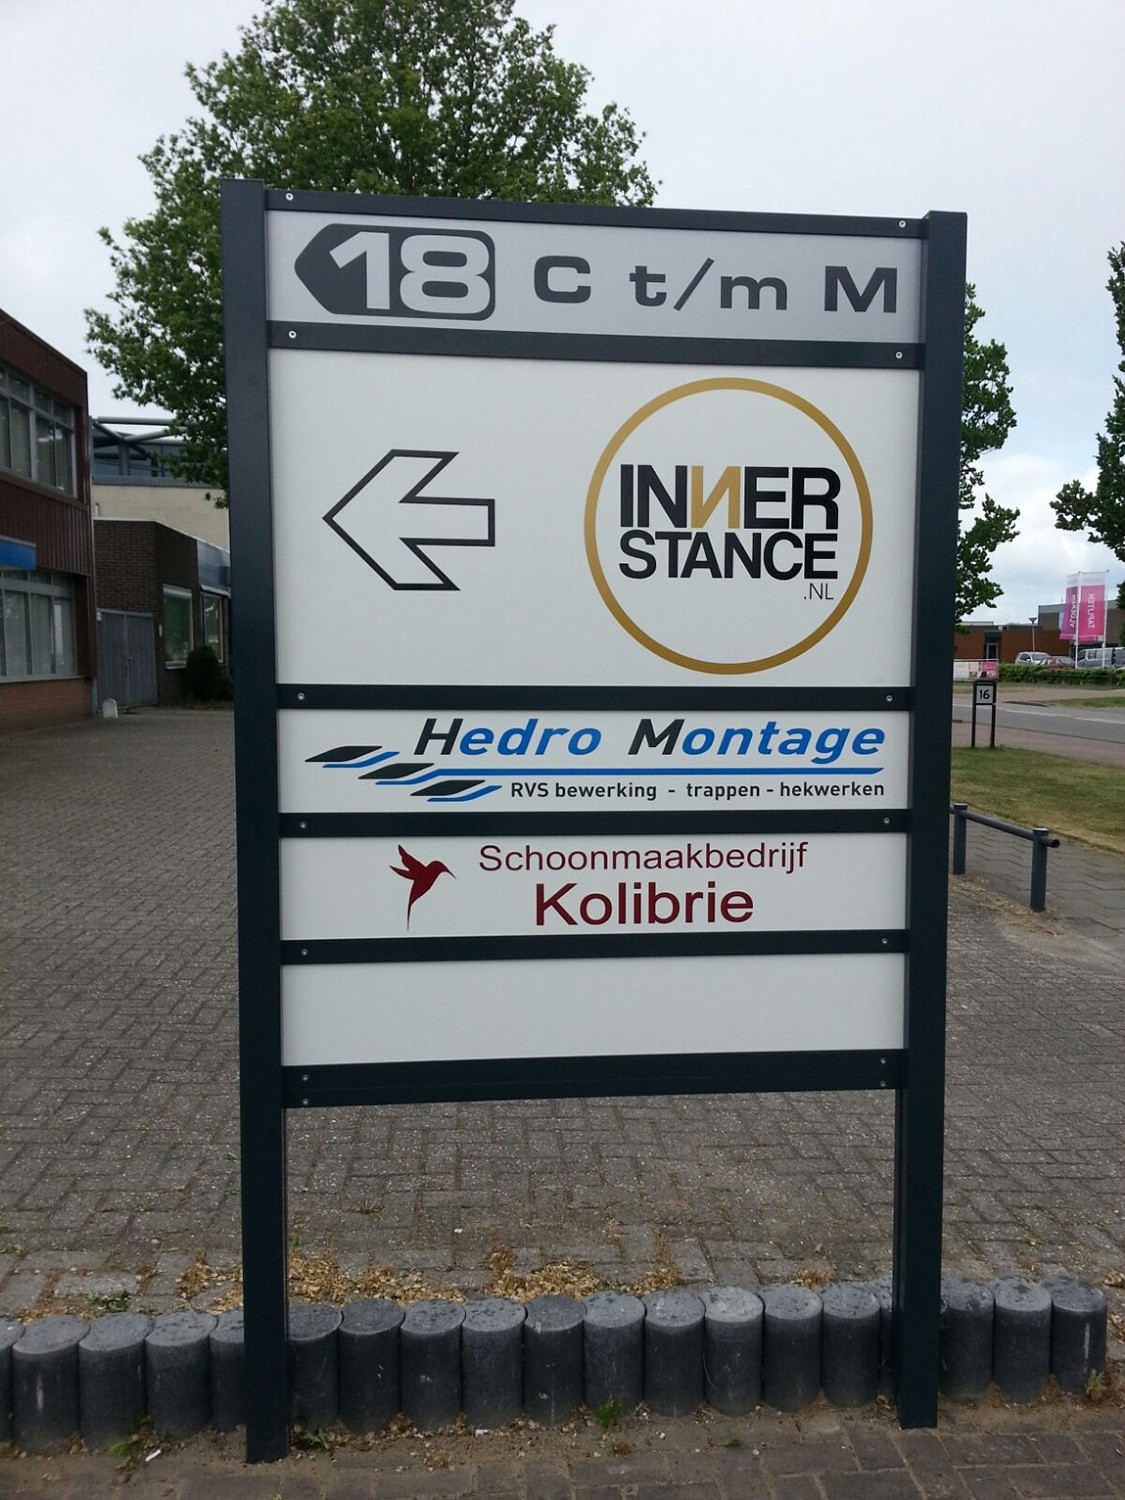 18 C t/m M
INNER
STANCE
.NL
Hedro Montage
RVS bewerking - trappen - hekwerken
Schoonmaakbedrijf
Kolibrie
16